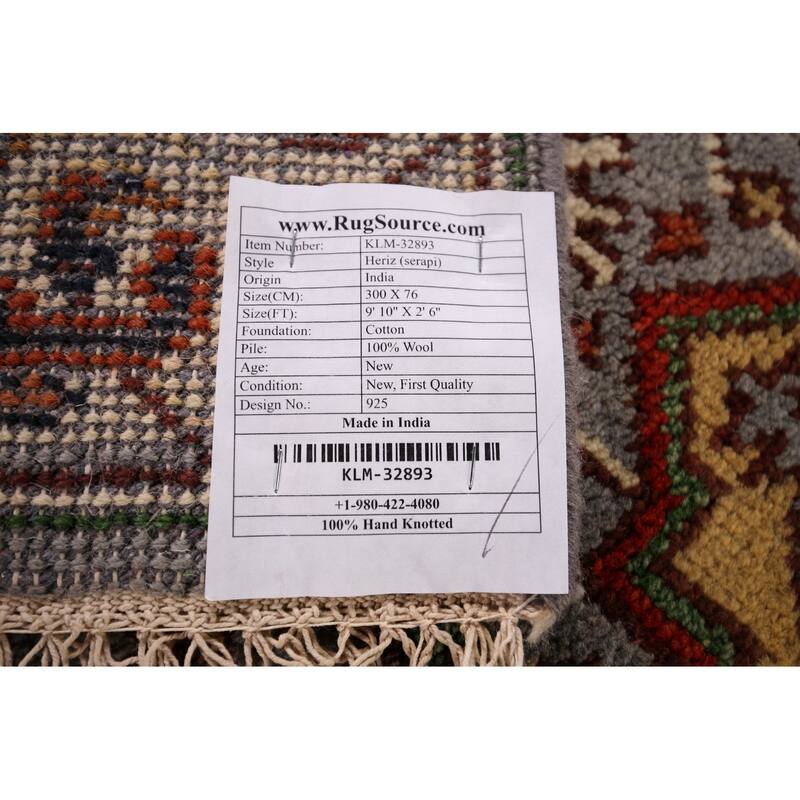 www.RugSource.com
Item Number: KLM-32893
Style Heriz (serapi)
Origin India
Size(CM): 300 X 76
Size(FT): 9' 10" X 2' 6"
Foundation: Cotton
Pile: 100% Wool
Age: New
Condition: New, First Quality
Design No.: 925
Made in India
KLM-32893
+1-980-422-4080
100% Hand Knotted